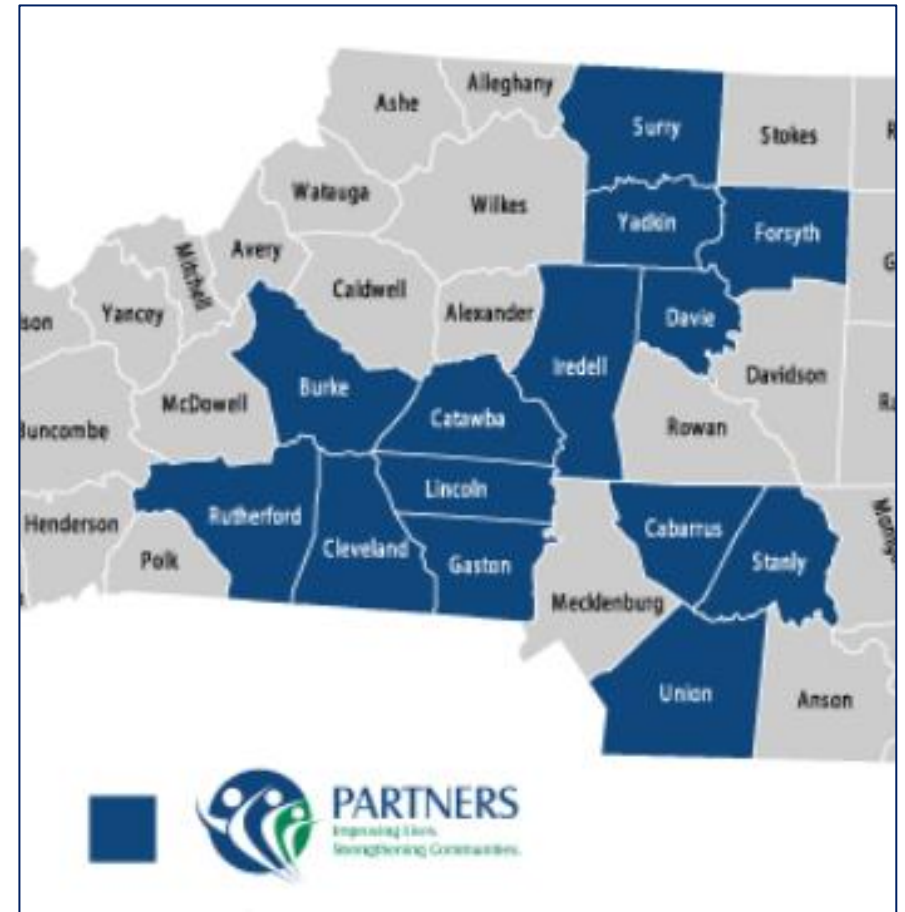 Alleghany
Ashe
Surry
Stokes
Watauga
Wilkes
Yadkin
Forsyth
Mitchell
Avery
Caldwell
Alexander
Yancey
son
Davie
Iredell
Davidson
Burke
McDowell
Catawba
Rowan
Buncombe
Lincoln
Rutherford
Henderson
Cabarrus
Cleveland
Polk
Gaston
Stanly
Mecklenburg
Union
Anson
PARTNERS
Improving Lives.
Strengthening Communities.